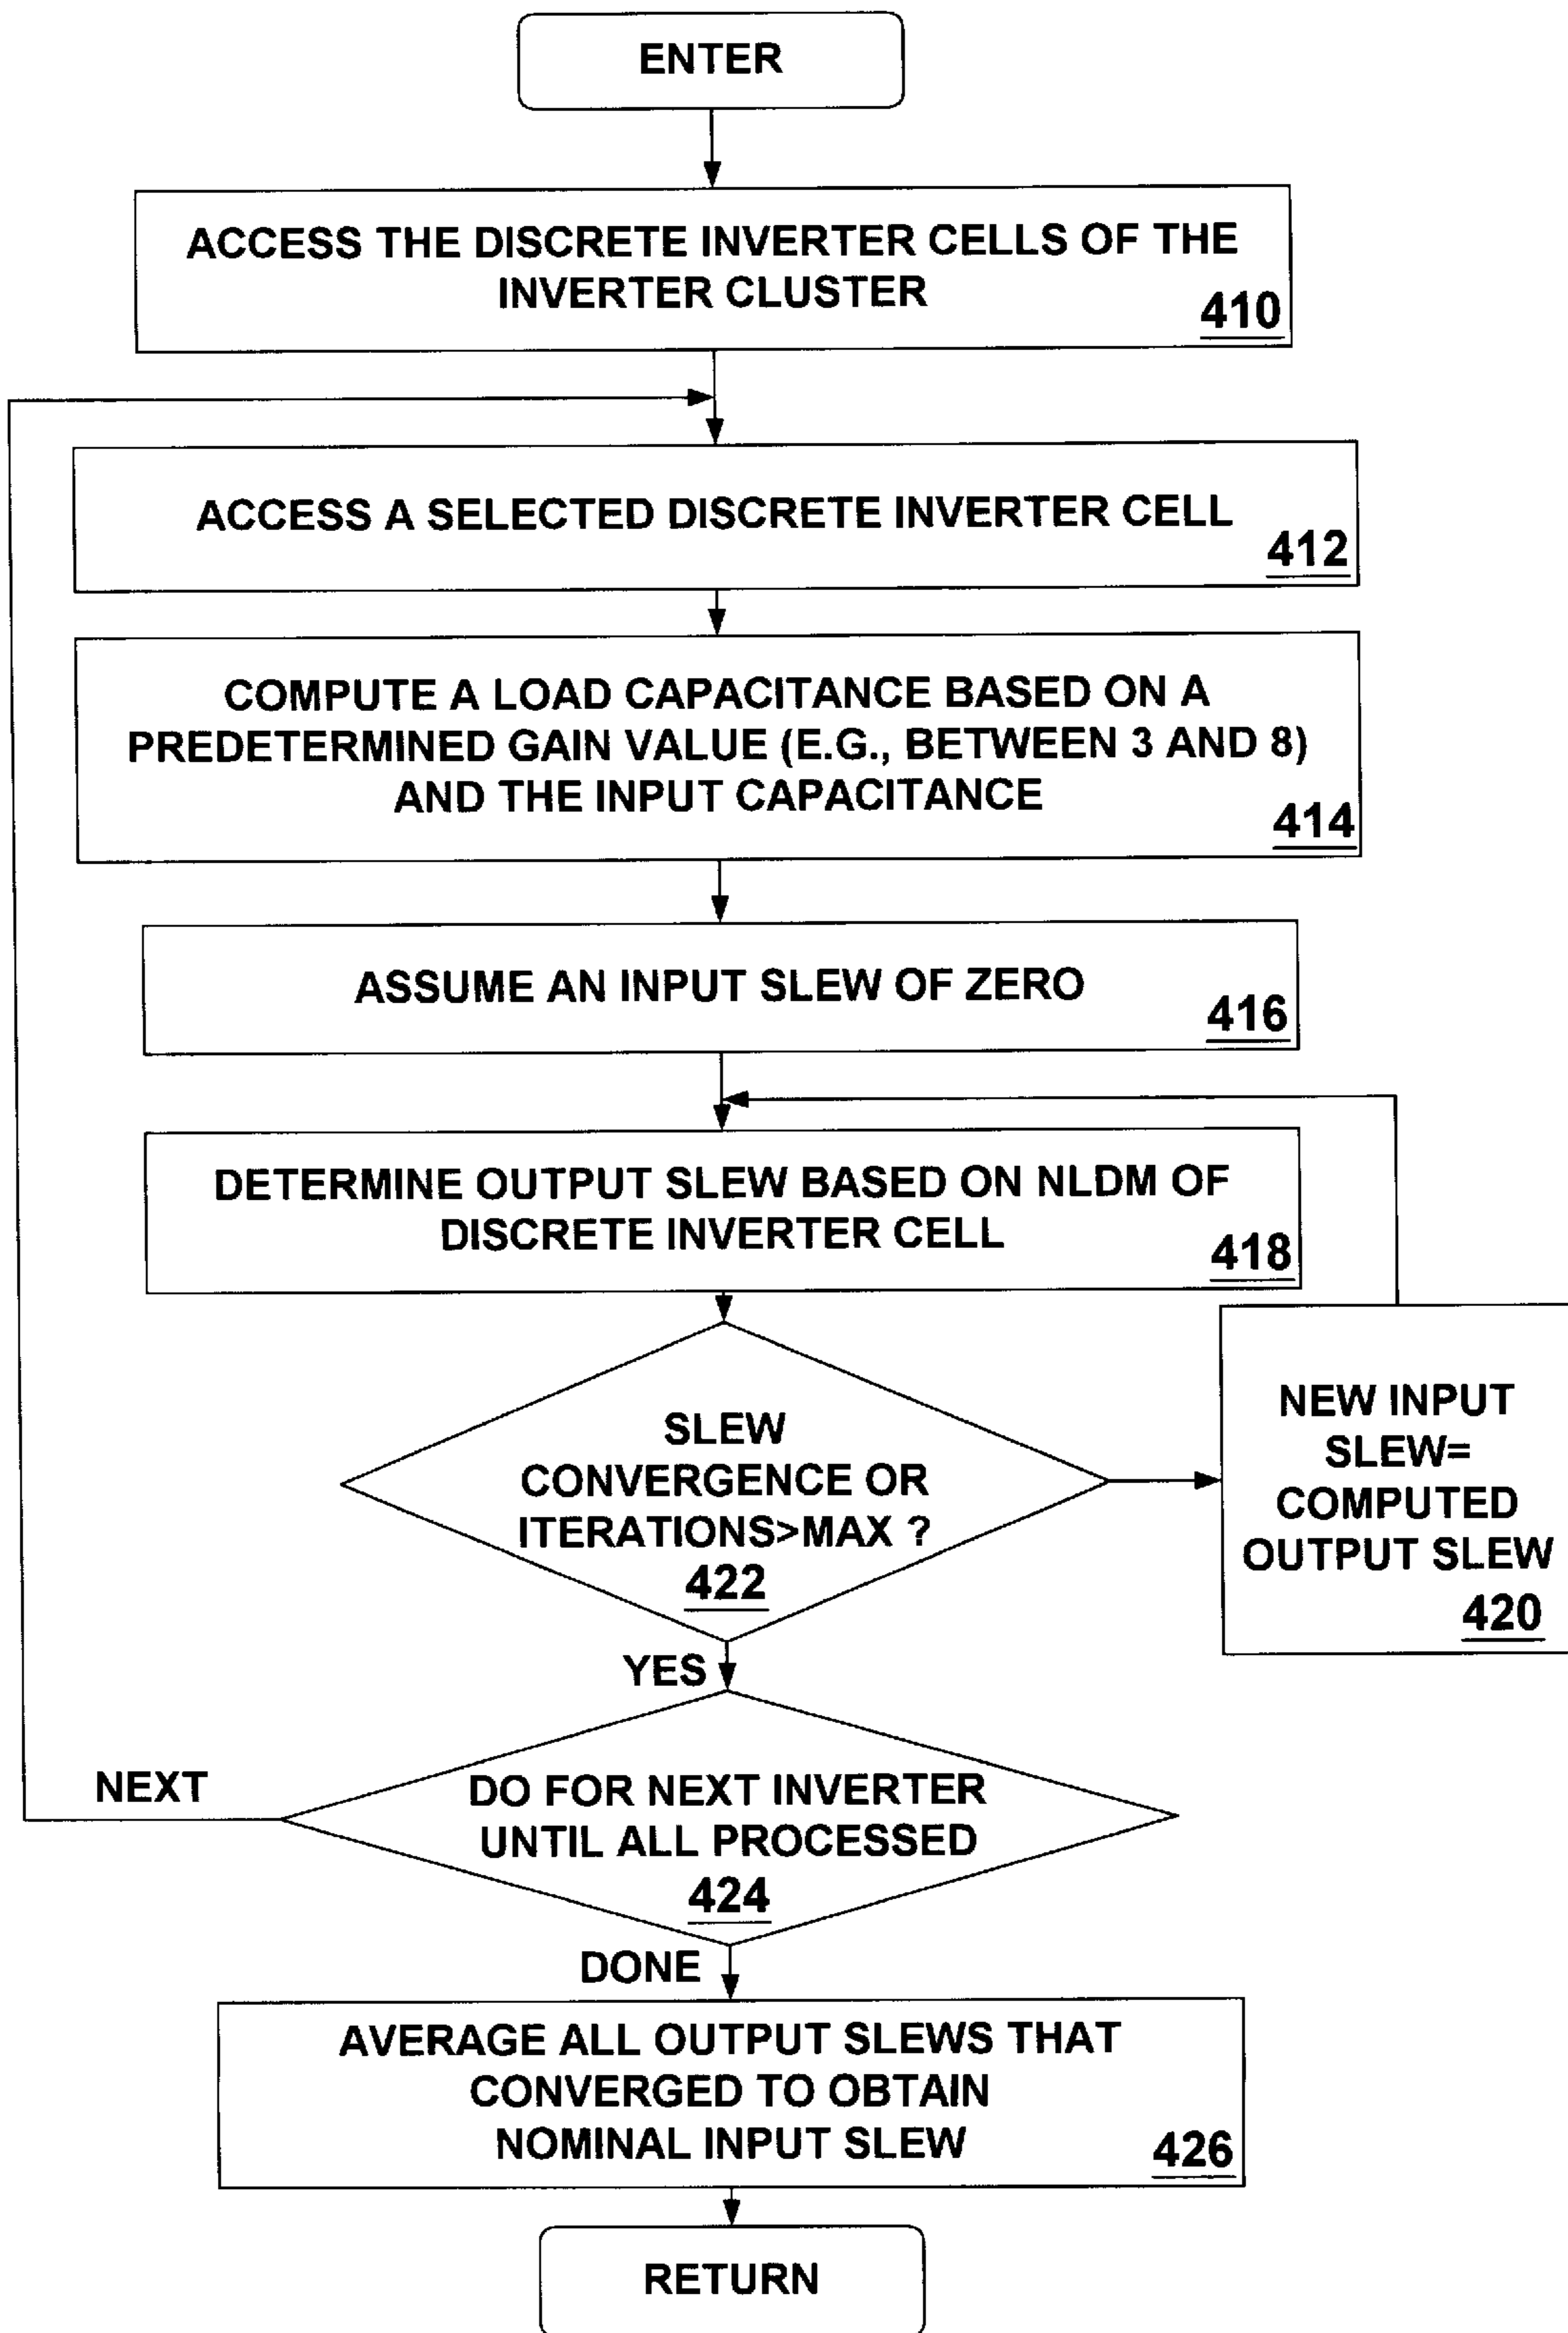 ENTER
ACCESS THE DISCRETE INVERTER CELLS OF THE
INVERTER CLUSTER
410
ACCESS A SELECTED DISCRETE INVERTER CELL
412
COMPUTE A LOAD CAPACITANCE BASED ON A
PREDETERMINED GAIN VALUE (E.G., BETWEEN 3 AND 8)
AND THE INPUT CAPACITANCE
414
ASSUME AN INPUT SLEW OF ZERO
416
DETERMINE OUTPUT SLEW BASED ON NLDM OF
DISCRETE INVERTER CELL
418
SLEW
CONVERGENCE OR
ITERATIONS>MAX ?
422
NEW INPUT
SLEW=
COMPUTED
OUTPUT SLEW
420
YES
NEXT
DO FOR NEXT INVERTER
UNTIL ALL PROCESSED
424
DONE
AVERAGE ALL OUTPUT SLEWS THAT
CONVERGED TO OBTAIN
NOMINAL INPUT SLEW
426
RETURN